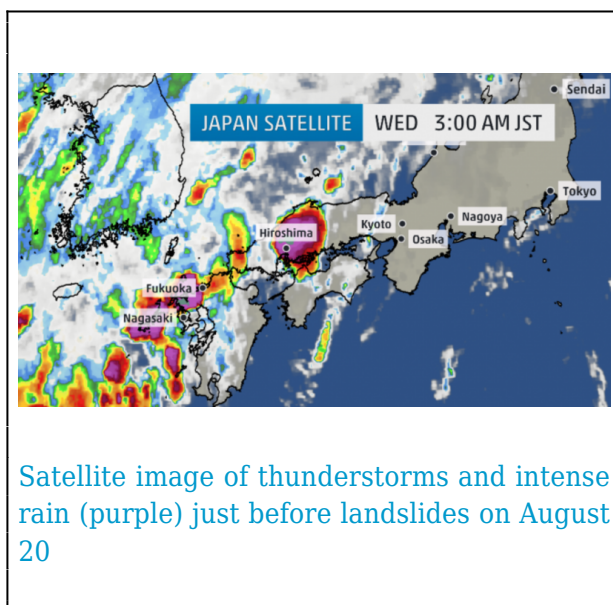 Sendai
JAPAN SATELLITE WED 3:00 AM JST
Tokyo
Nagoya
Kyoto
Hiroshima
Osaka
Fukuoka
Nagasaki
Satellite image of thunderstorms and intense
rain (purple) just before landslides on August
20